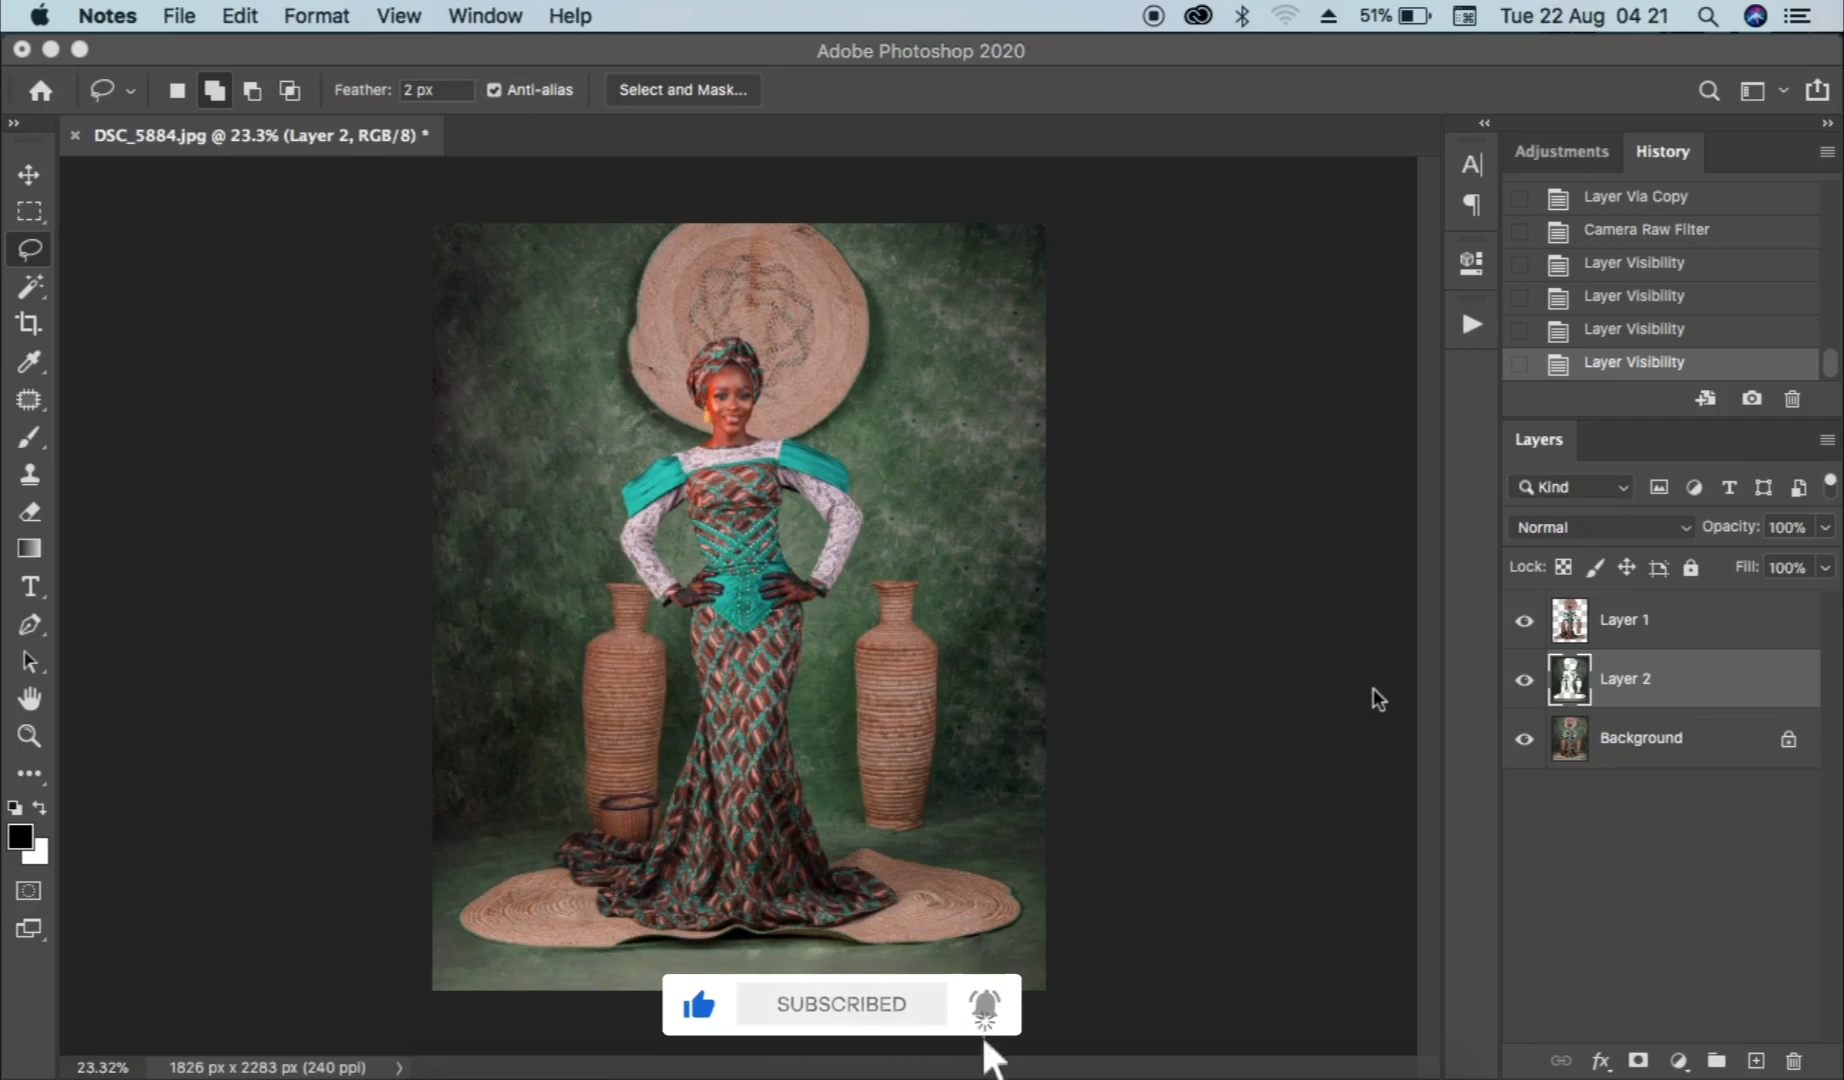 Notes File Edit Format View Window Help 51% Tue 22 Aug 04 21
Adobe Photoshop 2020
Feather: 2 px Anti-alias Select and Mask...
DSC_5884.jpg @ 23.3% (Layer 2, RGB/8) *
Adjustments History
Layer Via Copy
Camera Raw Filter
Layer Visibility
Layer Visibility
Layer Visibility
Layer Visibility
Layers
Kind
Normal Opacity: 100%
Lock: Fill: 100%
Layer 1
Layer 2
Background
SUBSCRIBED
23.32% 1826 px x 2283 px (240 ppi)